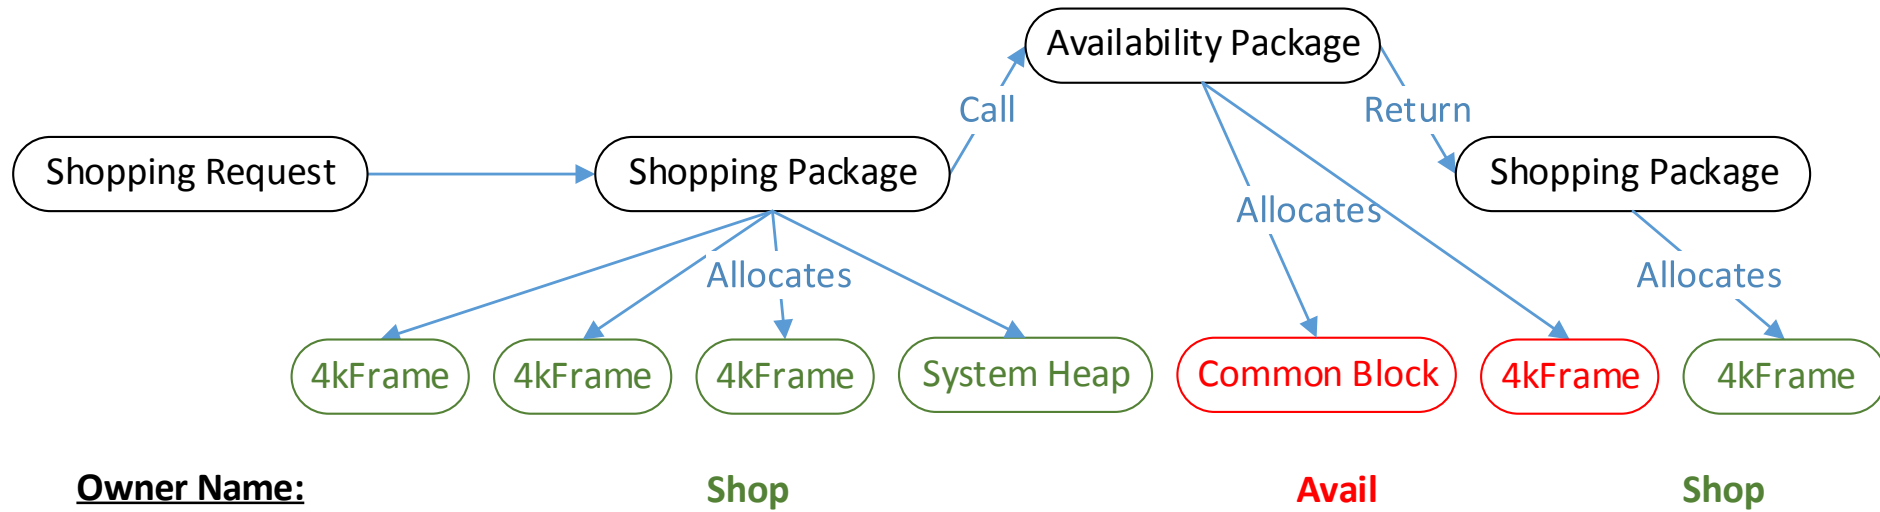 Availability Package
Call
Return
Shopping Request
Shopping Package
Shopping Package
Allocates
Allocates
Allocates
4kFrame
4kFrame
4kFrame
System Heap
Common Block
4kFrame
4kFrame
Owner Name:
Shop
Avail
Shop